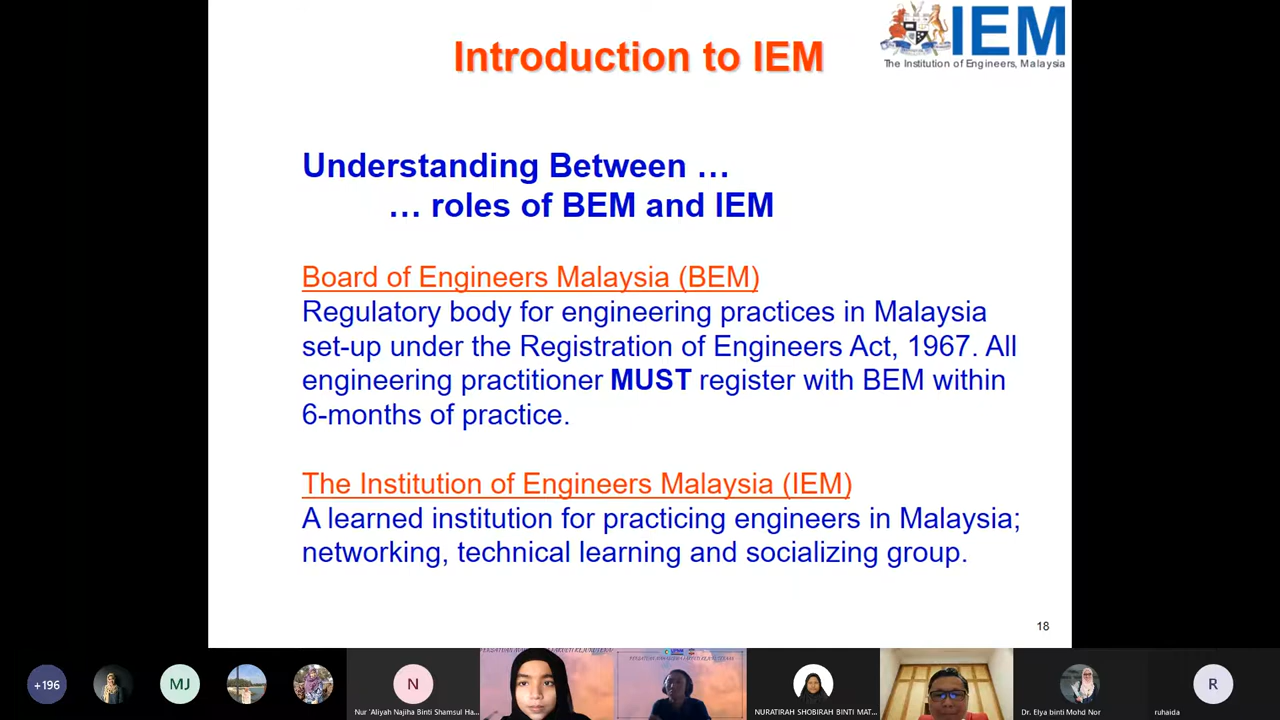 Introduction to IEM
IEM
The Institution of Engineers, Malaysia
Understanding Between …
… roles of BEM and IEM
Board of Engineers Malaysia (BEM)
Regulatory body for engineering practices in Malaysia
set-up under the Registration of Engineers Act, 1967. All
engineering practitioner MUST register with BEM within
6-months of practice.
The Institution of Engineers Malaysia (IEM)
A learned institution for practicing engineers in Malaysia;
networking, technical learning and socializing group.
18
+196
MJ
N
R
Nur 'Aliyah Najiha Binti Shamsul Ha...
NURATIRAH SHOBIRAH BINTI MAT...
Dr. Elya binti Mohd Nor
ruhaida